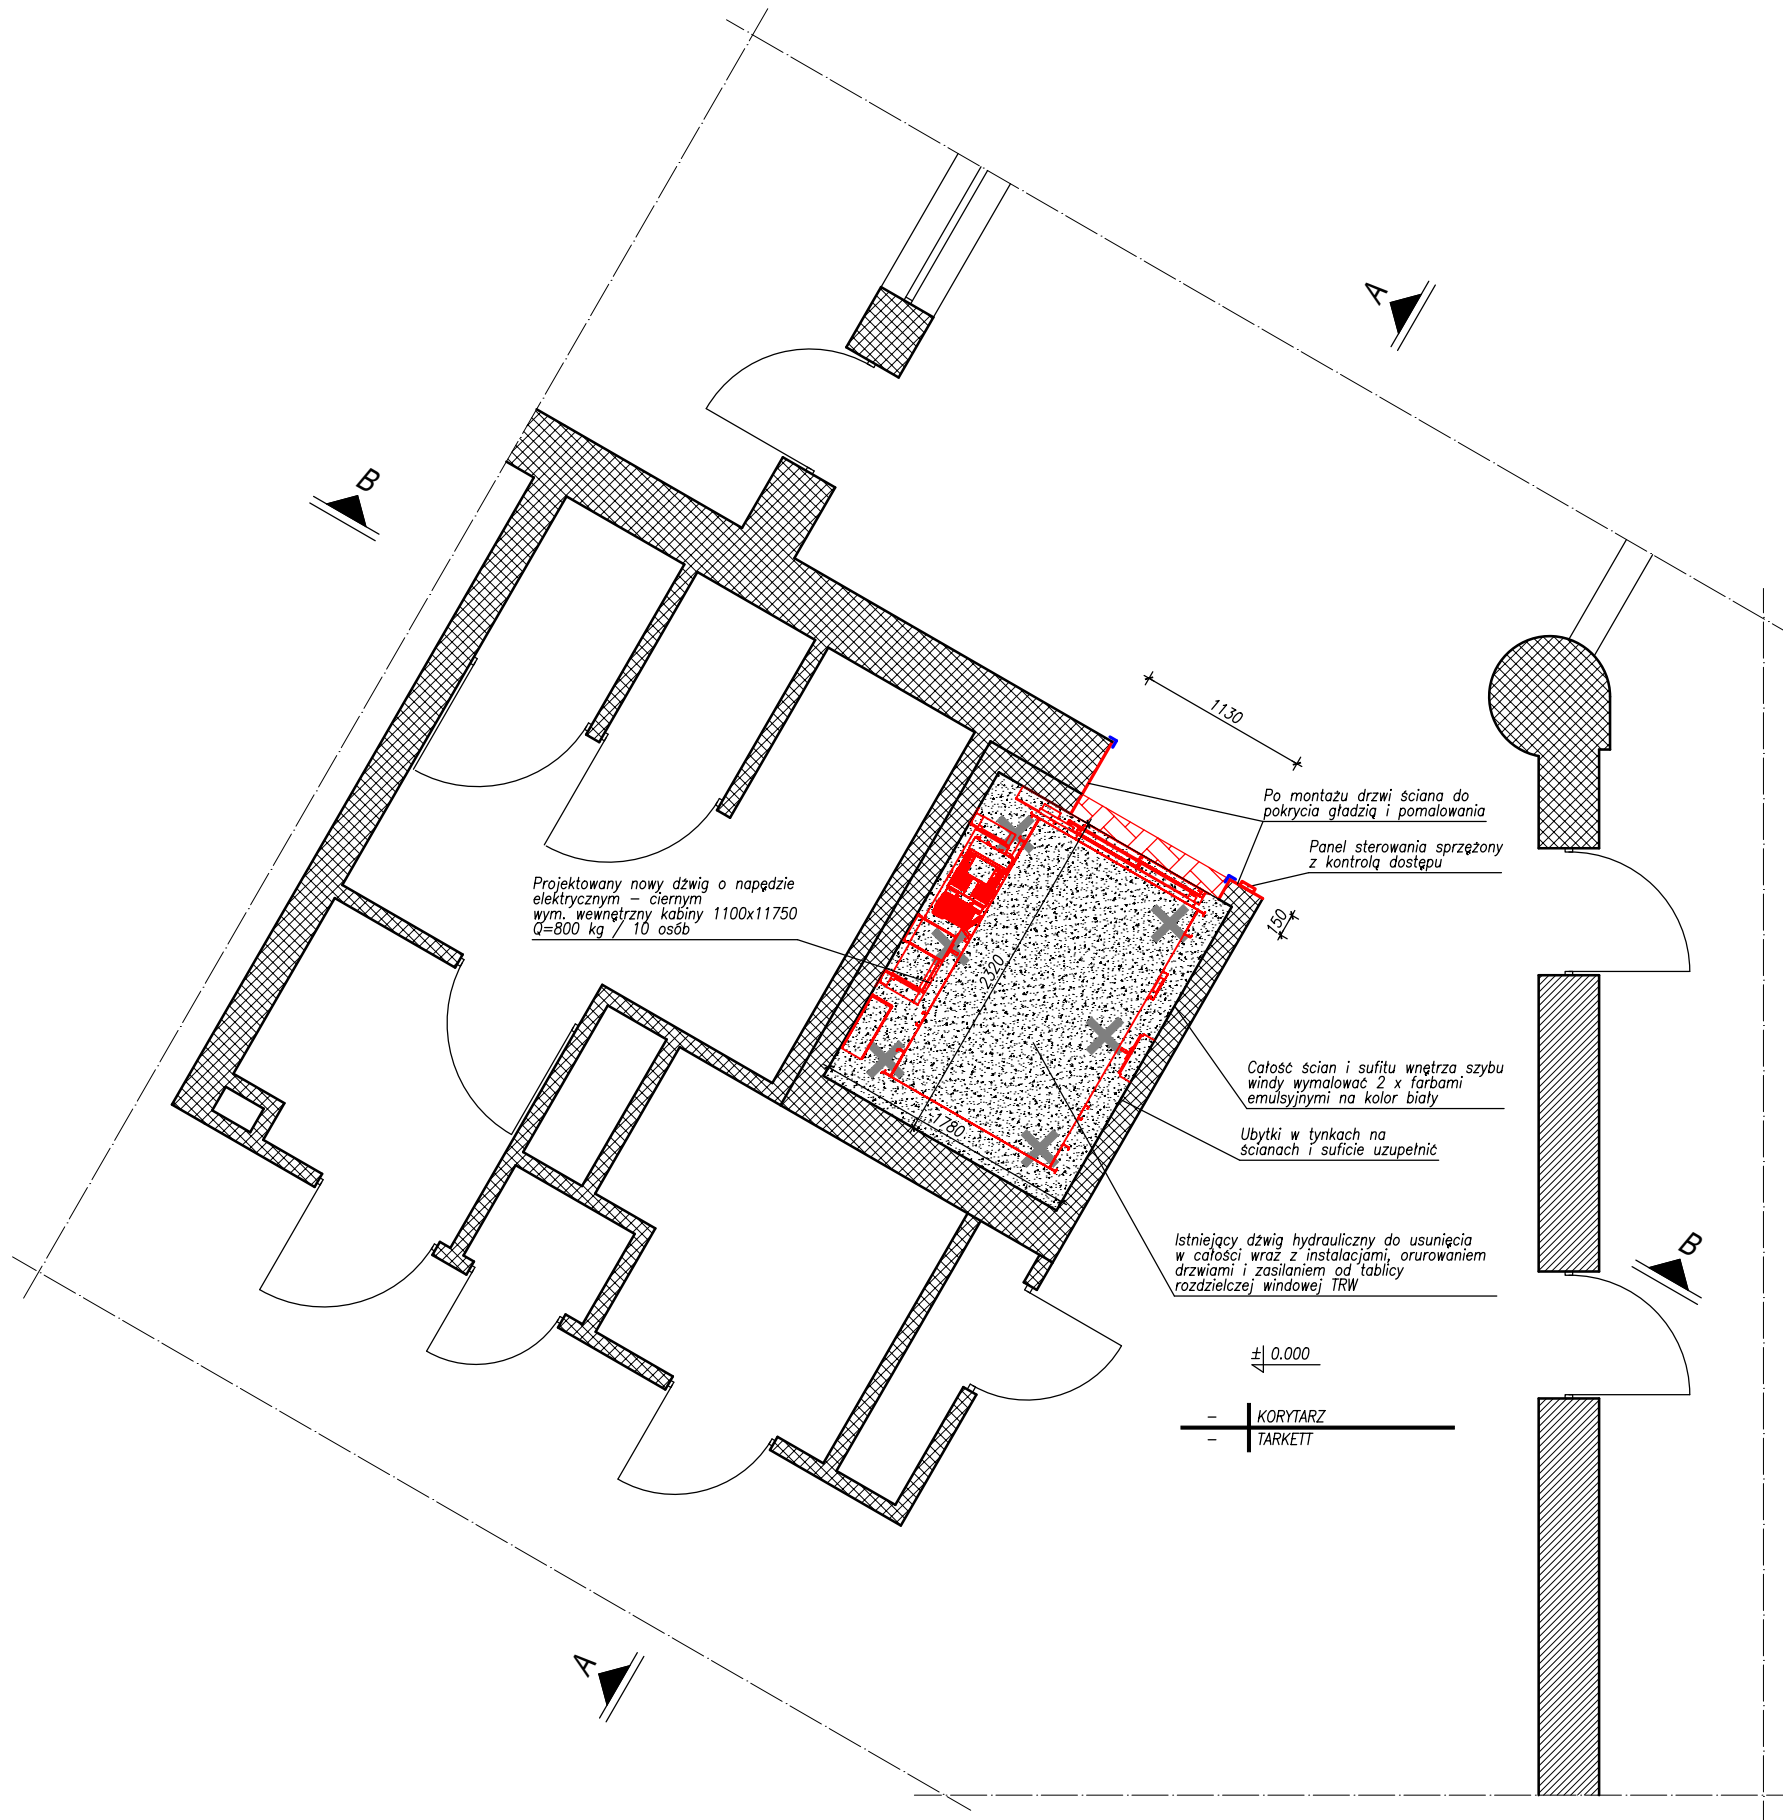 A
B
1130
Po montażu drzwi ściana do
pokrycia gładzią i pomalowania
Panel sterowania sprzężony
z kontrolą dostępu
Projektowany nowy dźwig o napędzie
elektrycznym – ciernym
wym. wewnętrzny kabiny 1100x11750
Q=800 kg / 10 osób
150
2320
1780
Całość ścian i sufitu wnętrza szybu
windy wymalować 2 x farbami
emulsyjnymi na kolor biały
Ubytki w tynkach na
ścianach i suficie uzupełnić
Istniejący dźwig hydrauliczny do usunięcia
w całości wraz z instalacjami, orurowaniem
drzwiami i zasilaniem od tablicy
rozdzielczej windowej TRW
B
± 0.000
– KORYTARZ
– TARKETT
A